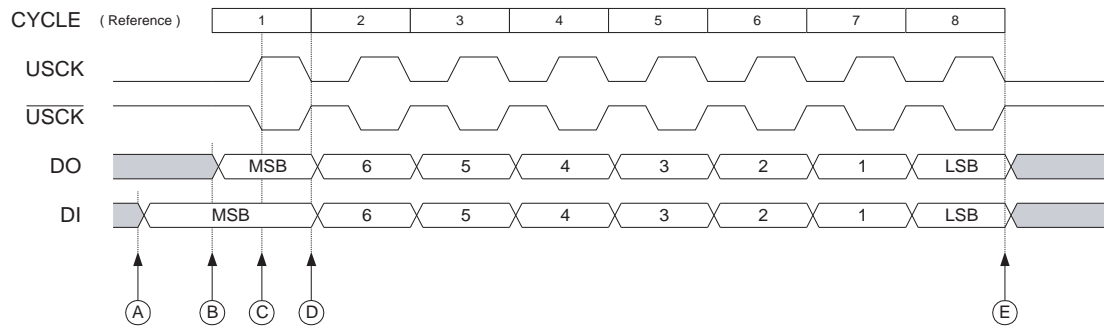 CYCLE ( Reference ) 1 2 3 4 5 6 7 8
USCK
USCK
DO MSB 6 5 4 3 2 1 LSB
DI MSB 6 5 4 3 2 1 LSB
A B C D E